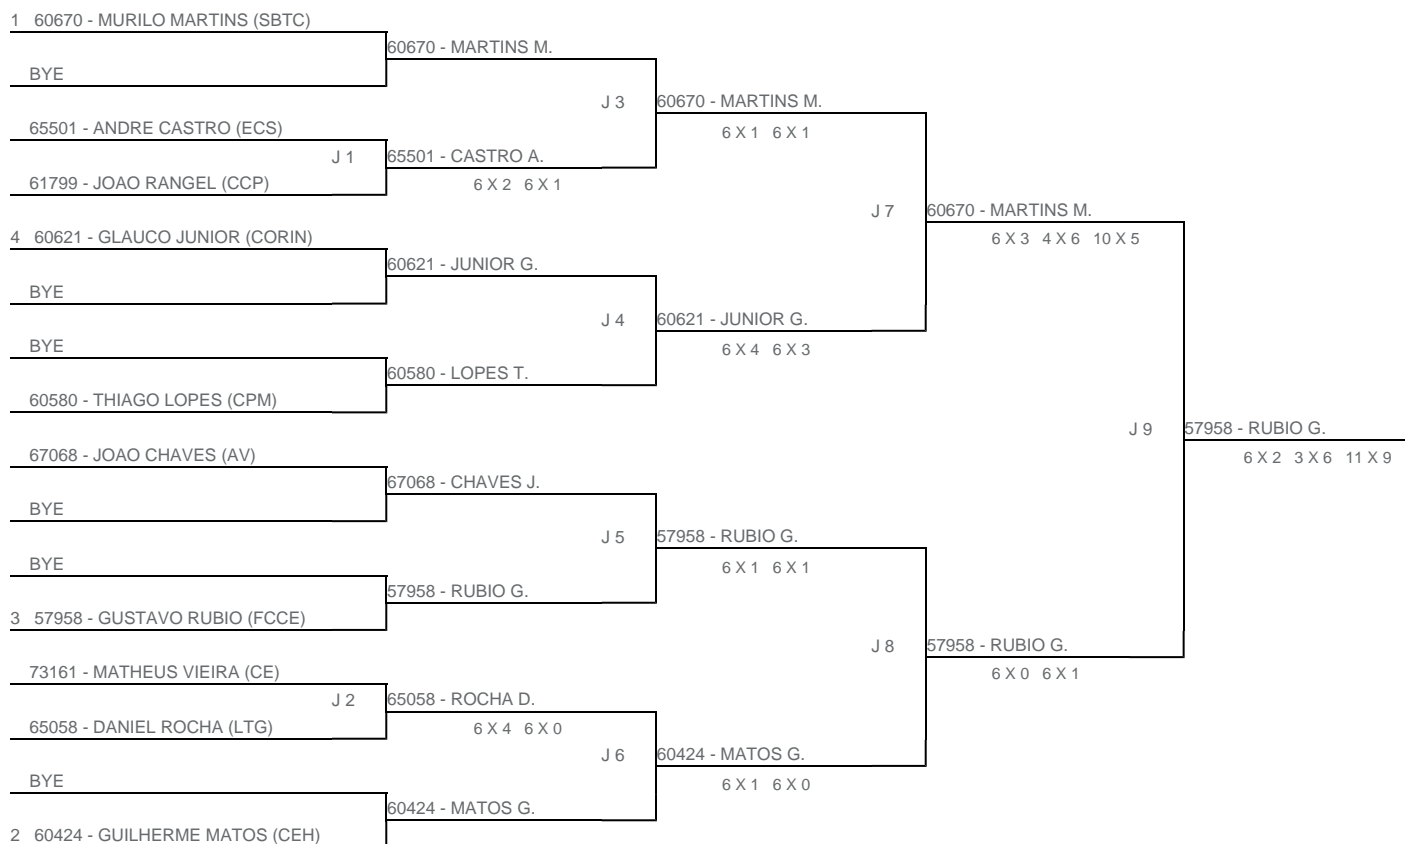 1 60670 - MURILO MARTINS (SBTC)
60670 - MARTINS M.
BYE
J 3
60670 - MARTINS M.
6 X 1 6 X 1
65501 - ANDRE CASTRO (ECS)
J 1
65501 - CASTRO A.
6 X 2 6 X 1
61799 - JOAO RANGEL (CCP)
J 7
60670 - MARTINS M.
6 X 3 4 X 6 10 X 5
4 60621 - GLAUCO JUNIOR (CORIN)
60621 - JUNIOR G.
BYE
J 4
60621 - JUNIOR G.
6 X 4 6 X 3
BYE
60580 - LOPES T.
60580 - THIAGO LOPES (CPM)
J 9
57958 - RUBIO G.
6 X 2 3 X 6 11 X 9
67068 - JOAO CHAVES (AV)
67068 - CHAVES J.
BYE
J 5
57958 - RUBIO G.
6 X 1 6 X 1
BYE
57958 - RUBIO G.
3 57958 - GUSTAVO RUBIO (FCCE)
J 8
57958 - RUBIO G.
6 X 0 6 X 1
73161 - MATHEUS VIEIRA (CE)
J 2
65058 - ROCHA D.
6 X 4 6 X 0
65058 - DANIEL ROCHA (LTG)
J 6
60424 - MATOS G.
6 X 1 6 X 0
BYE
60424 - MATOS G.
2 60424 - GUILHERME MATOS (CEH)